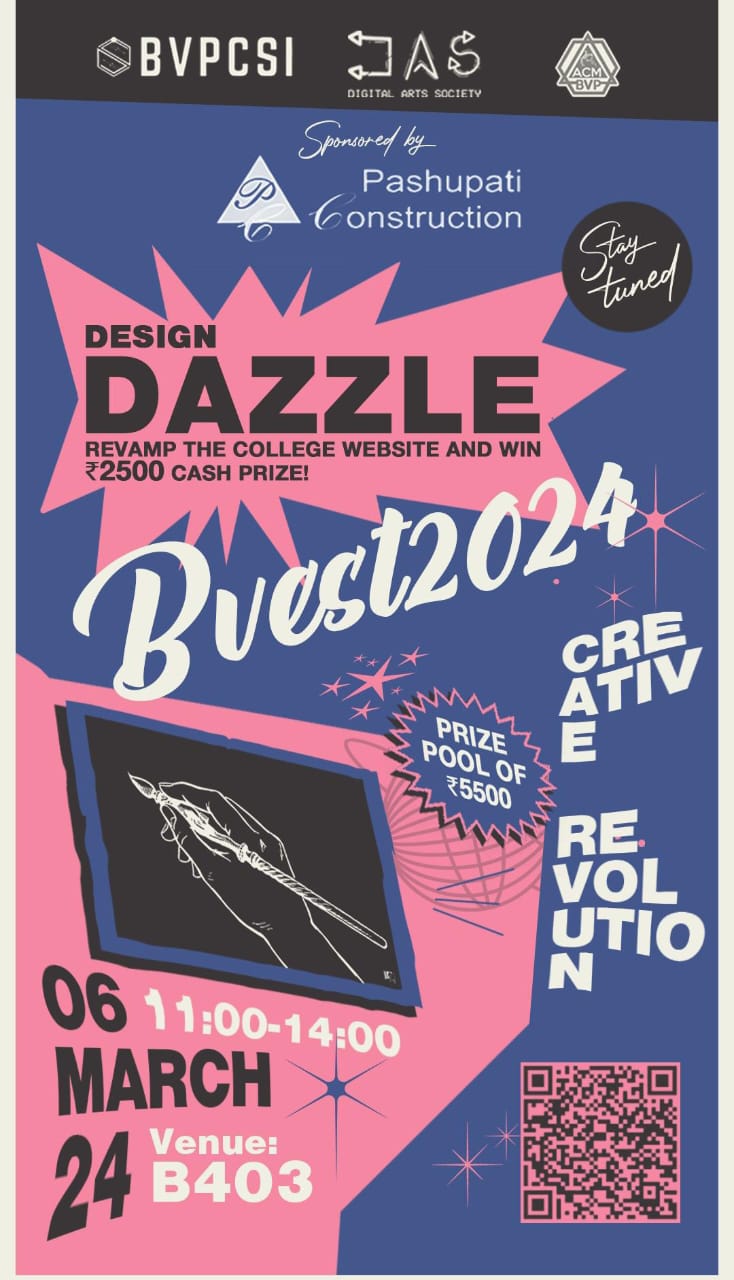 BVPCSI
DAS
DIGITAL ARTS SOCIETY
ACM
BVP
Sponsored by
PC
Pashupati
Construction
Stay
tuned
DESIGN
DAZZLE
REVAMP THE COLLEGE WEBSITE AND WIN
₹2500 CASH PRIZE!
Bvest2024
CRE
ATIV
E
PRIZE
POOL OF
₹5500
RE
VOL
UTIO
N
06
11:00-14:00
MARCH
24
Venue:
B403